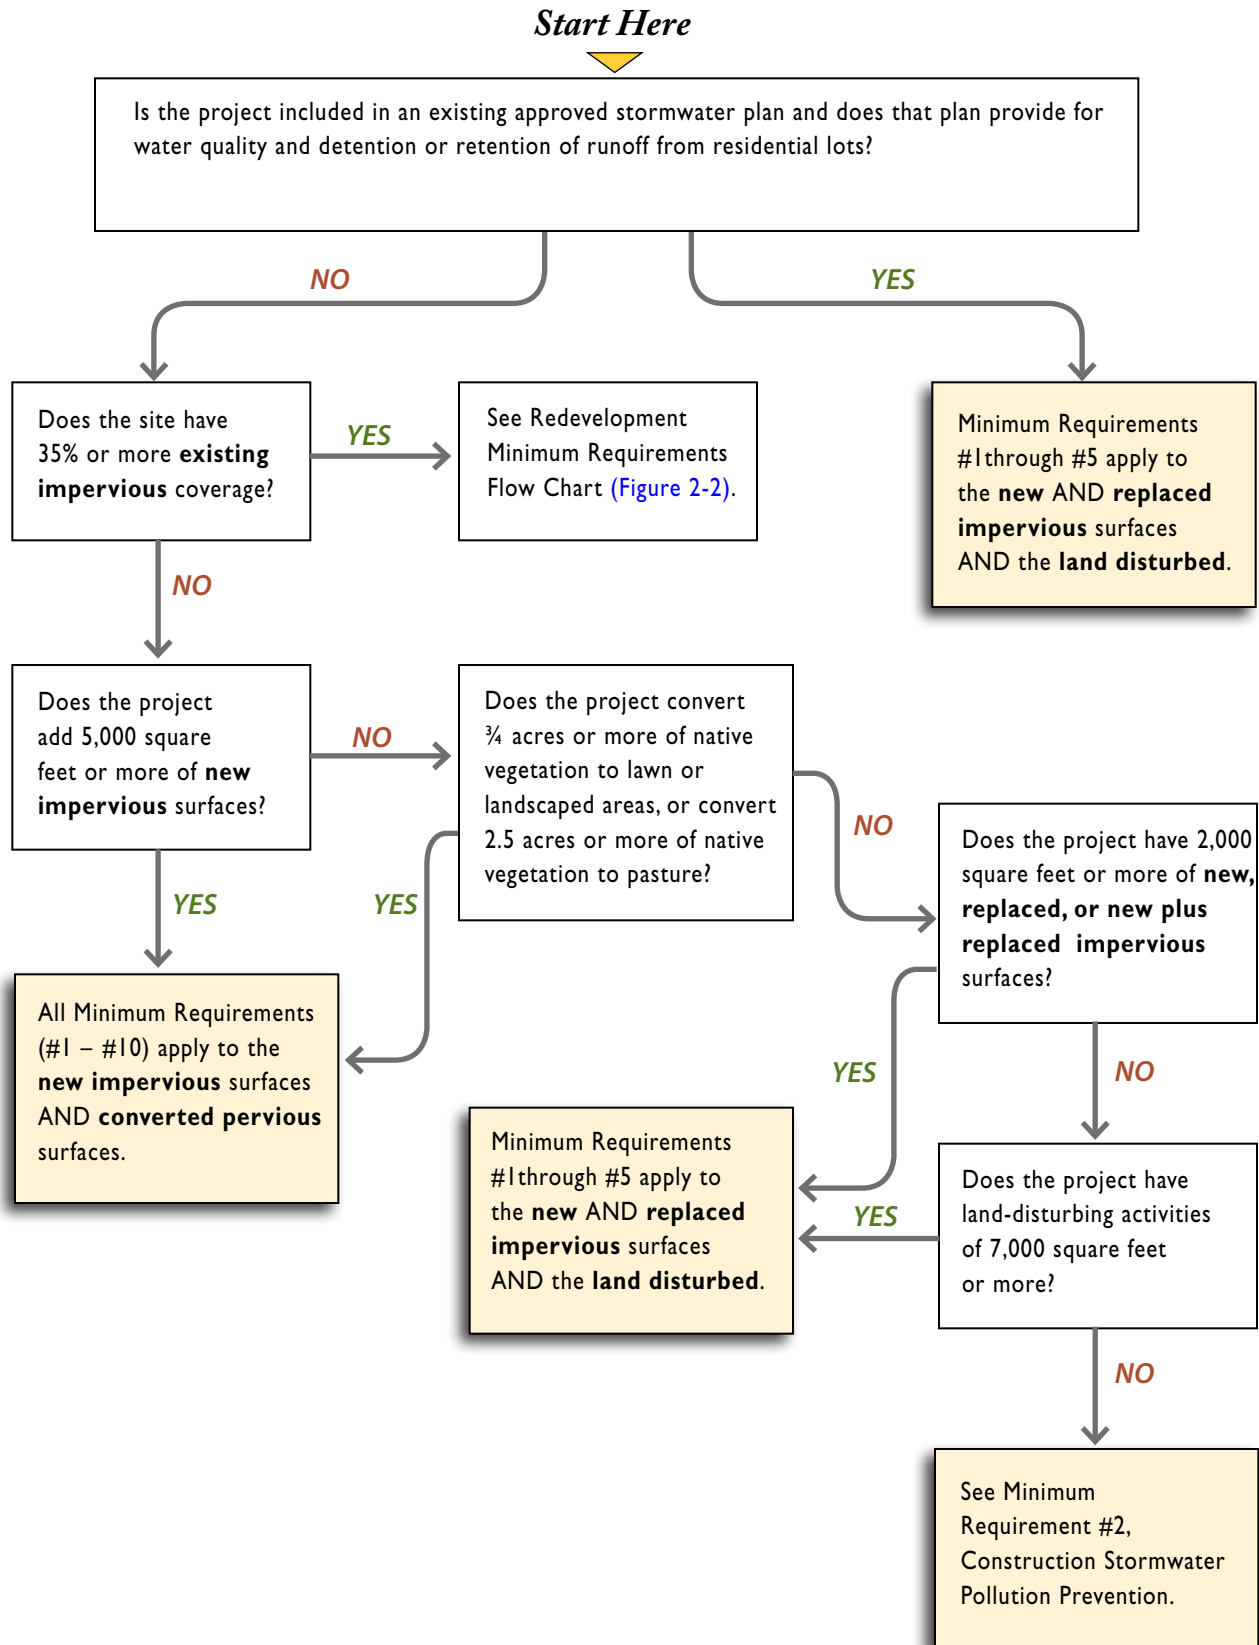 Start Here
Is the project included in an existing approved stormwater plan and does that plan provide for
water quality and detention or retention of runoff from residential lots?
NO
YES
Does the site have
35% or more existing
impervious coverage?
YES
See Redevelopment
Minimum Requirements
Flow Chart (Figure 2-2).
Minimum Requirements
#1through #5 apply to
the new AND replaced
impervious surfaces
AND the land disturbed.
NO
Does the project
add 5,000 square
feet or more of new
impervious surfaces?
NO
Does the project convert
¾ acres or more of native
vegetation to lawn or
landscaped areas, or convert
2.5 acres or more of native
vegetation to pasture?
NO
Does the project have 2,000
square feet or more of new,
replaced, or new plus
replaced impervious
surfaces?
YES
YES
All Minimum Requirements
(#1 – #10) apply to the
new impervious surfaces
AND converted pervious
surfaces.
YES
NO
Minimum Requirements
#1through #5 apply to
the new AND replaced
impervious surfaces
AND the land disturbed.
YES
Does the project have
land-disturbing activities
of 7,000 square feet
or more?
NO
See Minimum
Requirement #2,
Construction Stormwater
Pollution Prevention.